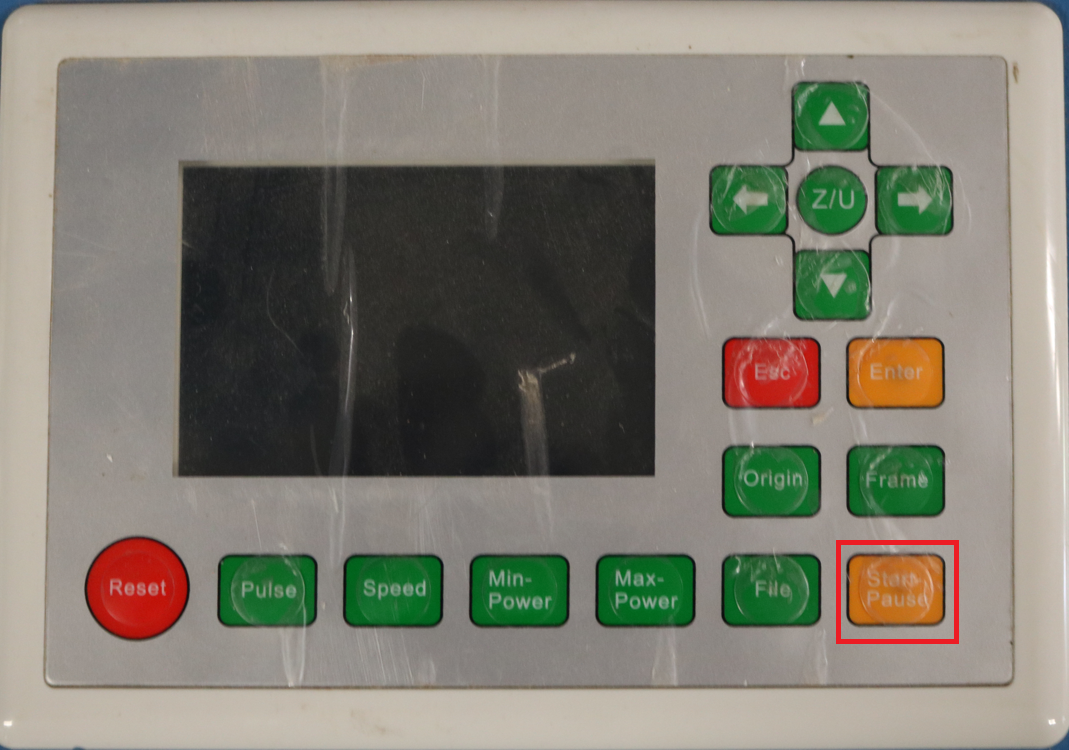 Z/U
Esc
Enter
Origin
Frame
Reset
Pulse
Speed
Min-
Power
Max-
Power
File
Start-
Pause